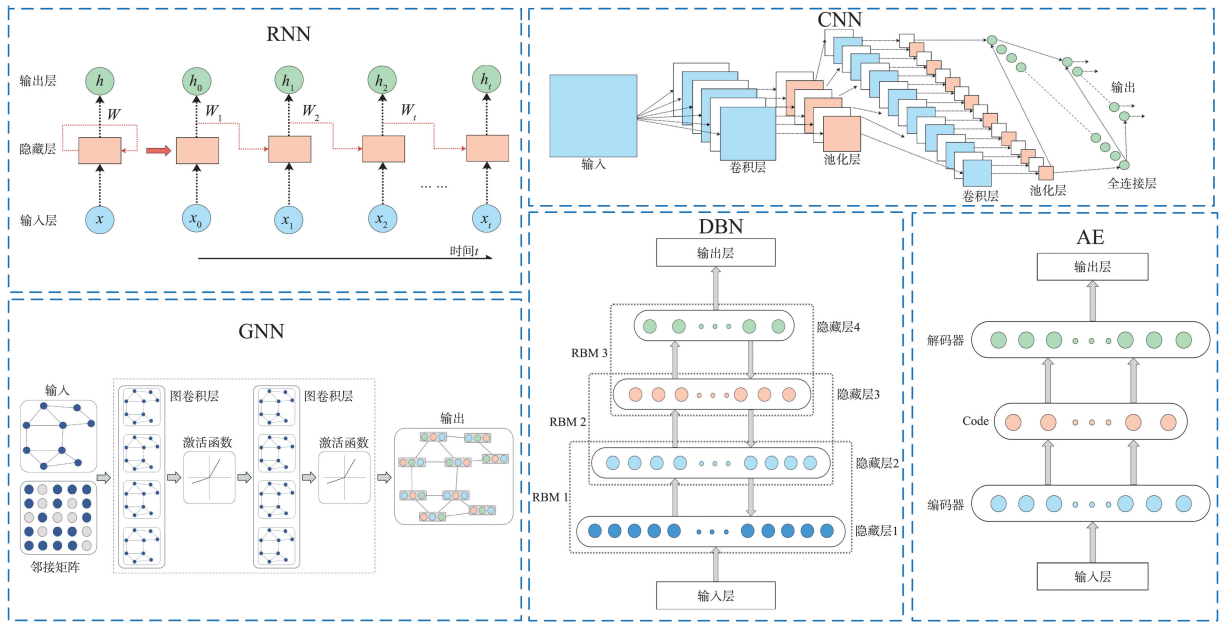 RNN
输出层
h
h₀
h₁
h₂
hₜ
W
W₁
W₂
Wₜ
隐藏层
... ...
输入层
x
x₀
x₁
x₂
xₜ
时间t
CNN
输入
卷积层
池化层
卷积层
池化层
全连接层
输出
GNN
输入
邻接矩阵
图卷积层
激活函数
图卷积层
激活函数
输出
DBN
输出层
隐藏层4
RBM 3
隐藏层3
RBM 2
隐藏层2
RBM 1
隐藏层1
输入层
AE
输出层
解码器
Code
编码器
输入层